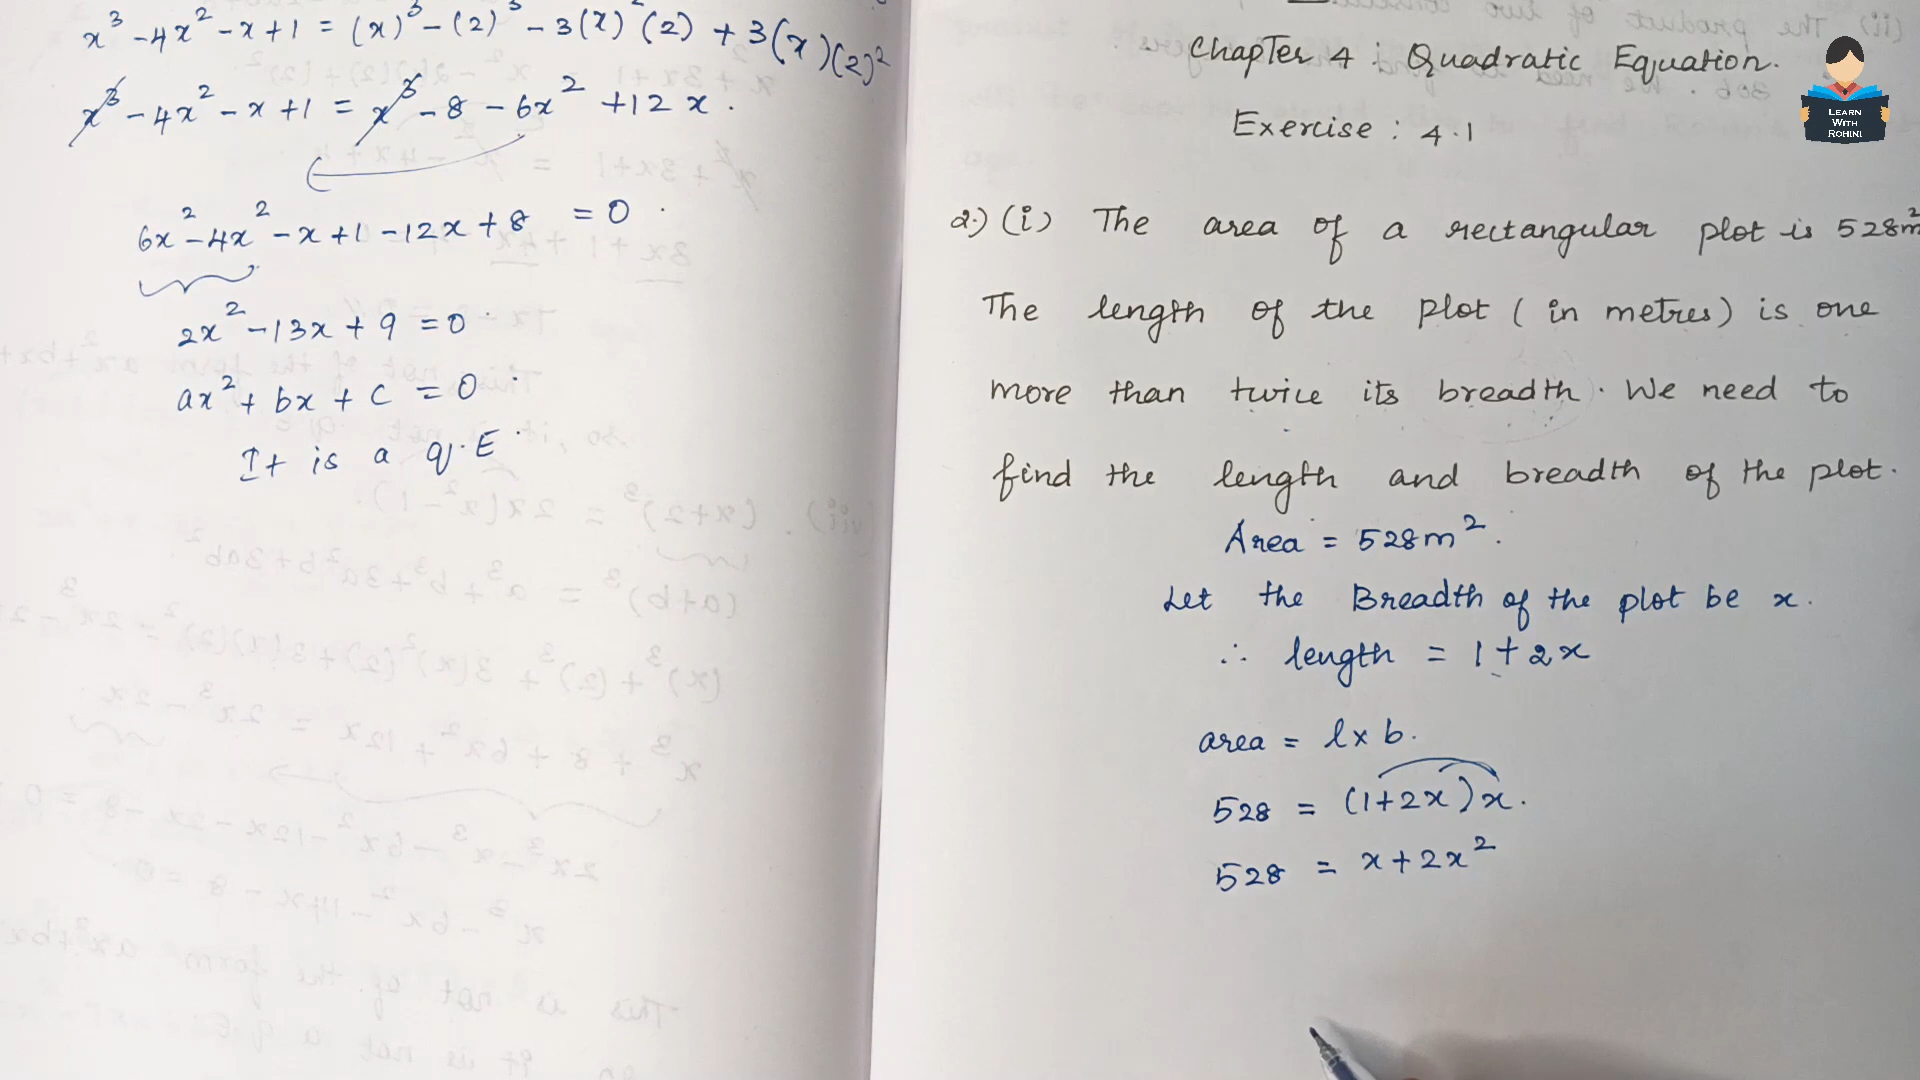 x³ - 4x² - x + 1 = (x)³ - (2)³ - 3(x)²(2) + 3(x)(2)²
x³ - 4x² - x + 1 = x³ - 8 - 6x² + 12x.
6x² - 4x² - x + 1 - 12x + 8 = 0.
2x² - 13x + 9 = 0.
ax² + bx + c = 0.
It is a q.E.
Chapter 4 : Quadratic Equation.
Exercise : 4.1
2.) (i) The area of a rectangular plot is 528m²
The length of the plot (in metres) is one
more than twice its breadth. We need to
find the length and breadth of the plot.
Area = 528m².
Let the Breadth of the plot be x.
∴ length = 1 + 2x
area = l × b.
528 = (1+2x)x.
528 = x + 2x²
LEARN
WITH
ROHINI